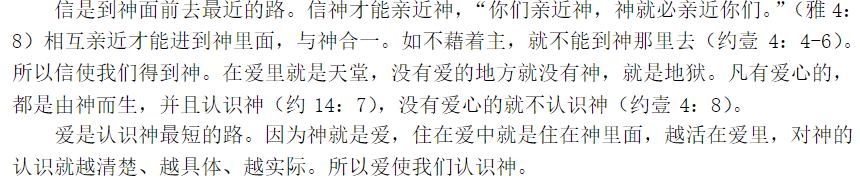 信是到神面前去最近的路。信神才能亲近神，“你们亲近神，神就必亲近你们。”（雅 4：
8）相互亲近才能进到神里面，与神合一。如不藉着主，就不能到神那里去（约壹 4：4-6）。
所以信使我们得到神。在爱里就是天堂，没有爱的地方就没有神，就是地狱。凡有爱心的，
都是由神而生，并且认识神（约 14：7），没有爱心的就不认识神（约壹 4：8）。
爱是认识神最短的路。因为神就是爱，住在爱中就是住在神里面，越活在爱里，对神的
认识就越清楚、越具体、越实际。所以爱使我们认识神。